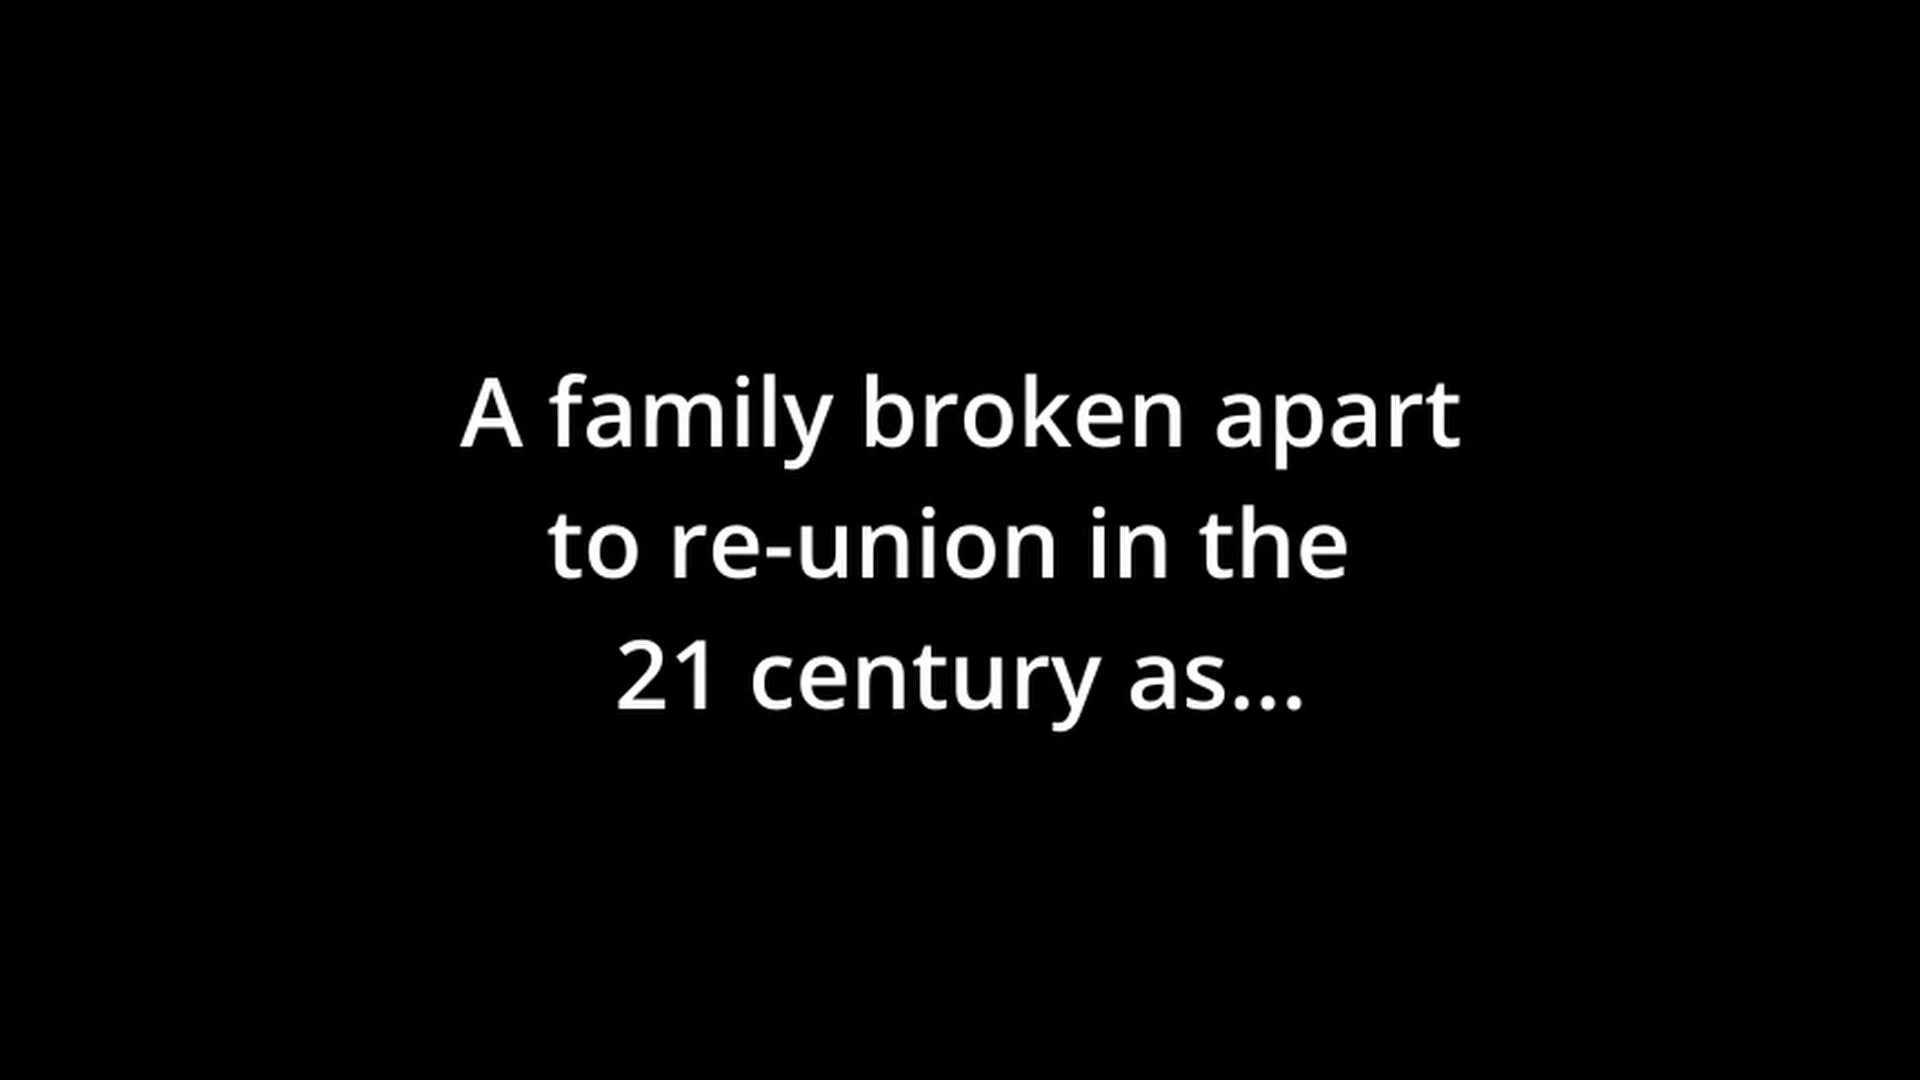 A family broken apart
to re-union in the
21 century as...